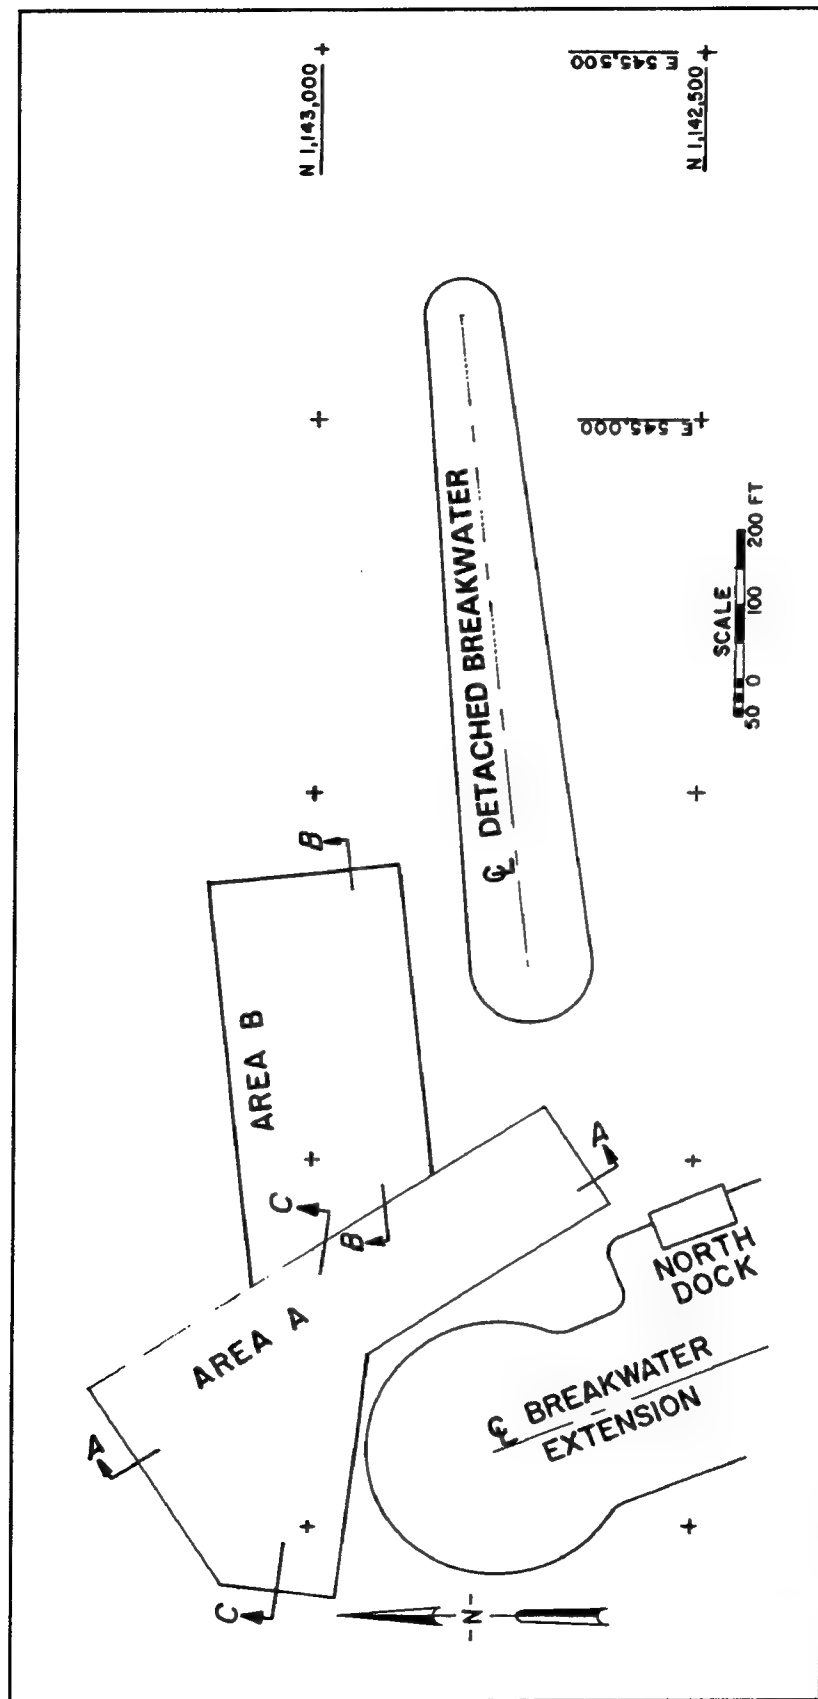 N 1,143,000
E 545,500
N 1,142,500
E 545,000
DETACHED BREAKWATER
℄
SCALE
50 0 100 200 FT
B
AREA B
B
C
A
AREA A
A
C
NORTH
DOCK
℄ BREAKWATER
EXTENSION
N